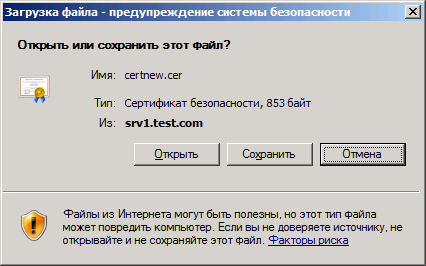 Загрузка файла - предупреждение системы безопасности
Открыть или сохранить этот файл?
Имя: certnew.cer
Тип: Сертификат безопасности, 853 байт
Из: srv1.test.com
Открыть Сохранить Отмена
Файлы из Интернета могут быть полезны, но этот тип файла
может повредить компьютер. Если вы не доверяете источнику, не
открывайте и не сохраняйте этот файл. Факторы риска